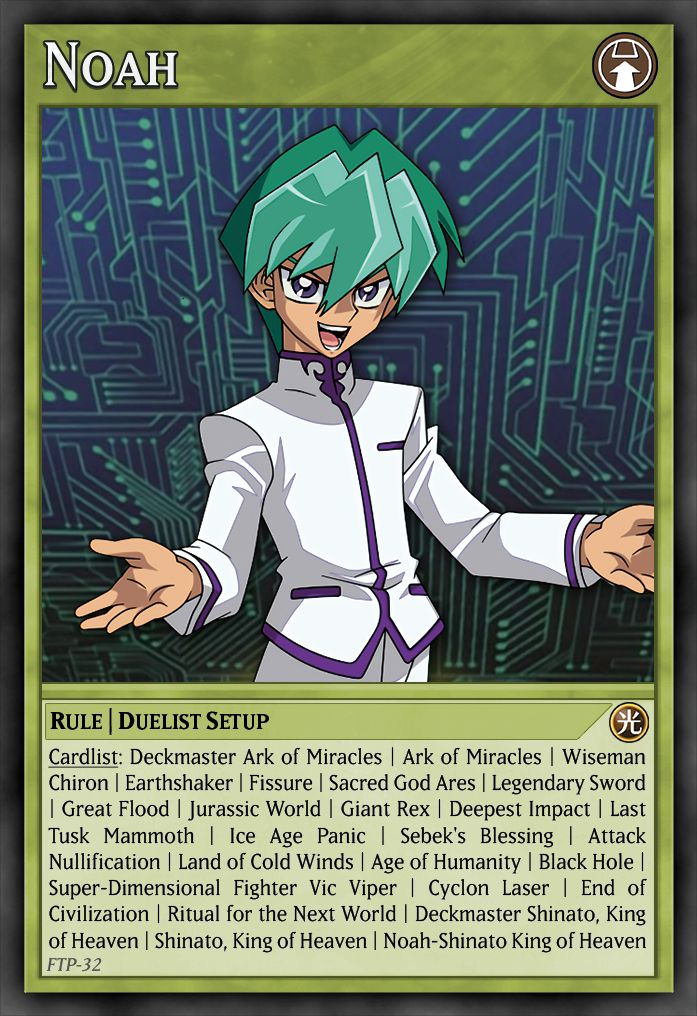 NOAH
RULE | DUELIST SETUP
光
Cardlist: Deckmaster Ark of Miracles | Ark of Miracles | Wiseman
Chiron | Earthshaker | Fissure | Sacred God Ares | Legendary Sword
| Great Flood | Jurassic World | Giant Rex | Deepest Impact | Last
Tusk Mammoth | Ice Age Panic | Sebek's Blessing | Attack
Nullification | Land of Cold Winds | Age of Humanity | Black Hole |
Super-Dimensional Fighter Vic Viper | Cyclon Laser | End of
Civilization | Ritual for the Next World | Deckmaster Shinato, King
of Heaven | Shinato, King of Heaven | Noah-Shinato King of Heaven
FTP-32